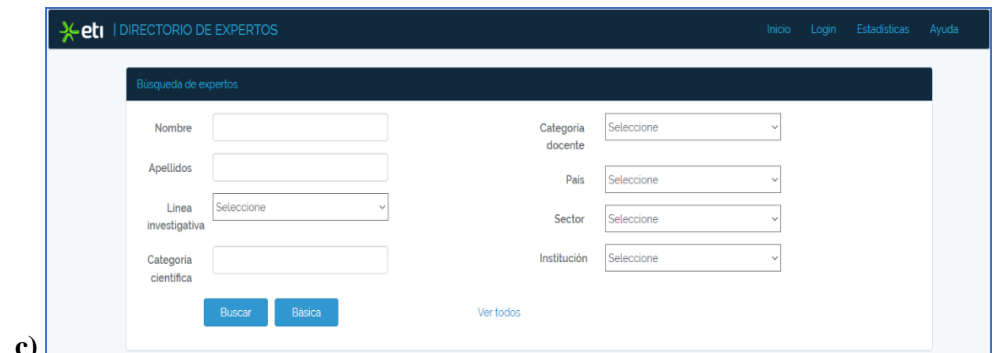 eti | DIRECTORIO DE EXPERTOS
Inicio Login Estadísticas Ayuda
Búsqueda de expertos
Nombre
Apellidos
Línea investigativa Seleccione
Categoría científica
Categoría docente Seleccione
País Seleccione
Sector Seleccione
Institución Seleccione
Buscar Básica Ver todos
c)